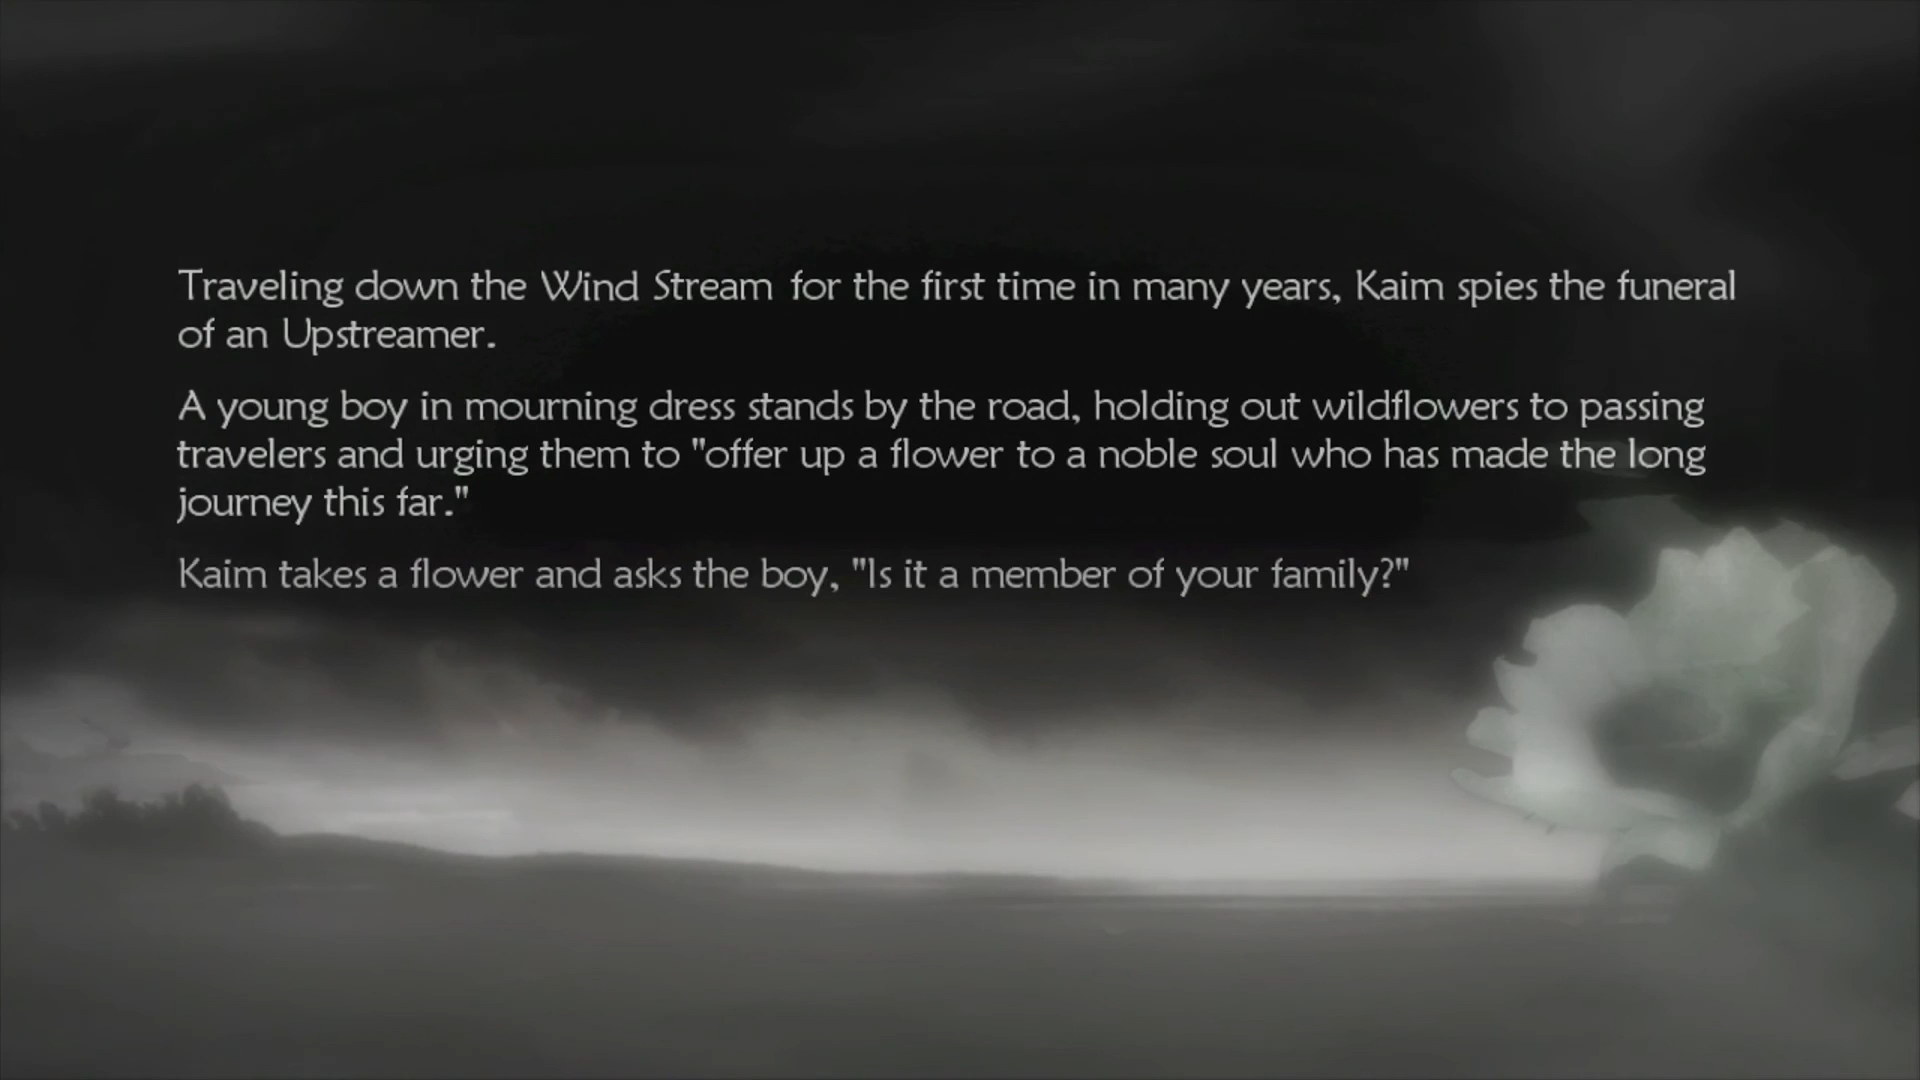 Traveling down the Wind Stream for the first time in many years, Kaim spies the funeral
of an Upstreamer.
A young boy in mourning dress stands by the road, holding out wildflowers to passing
travelers and urging them to "offer up a flower to a noble soul who has made the long
journey this far."
Kaim takes a flower and asks the boy, "Is it a member of your family?"